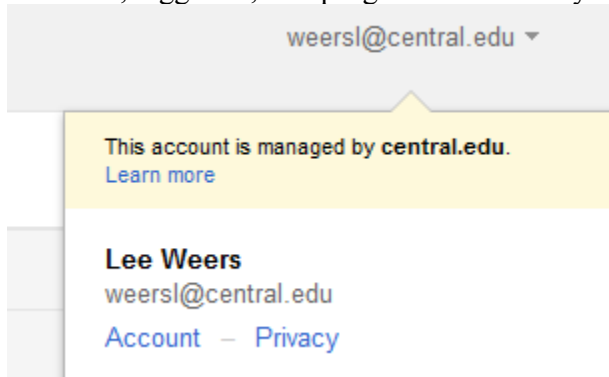 weersl@central.edu
This account is managed by central.edu.
Learn more
Lee Weers
weersl@central.edu
Account – Privacy